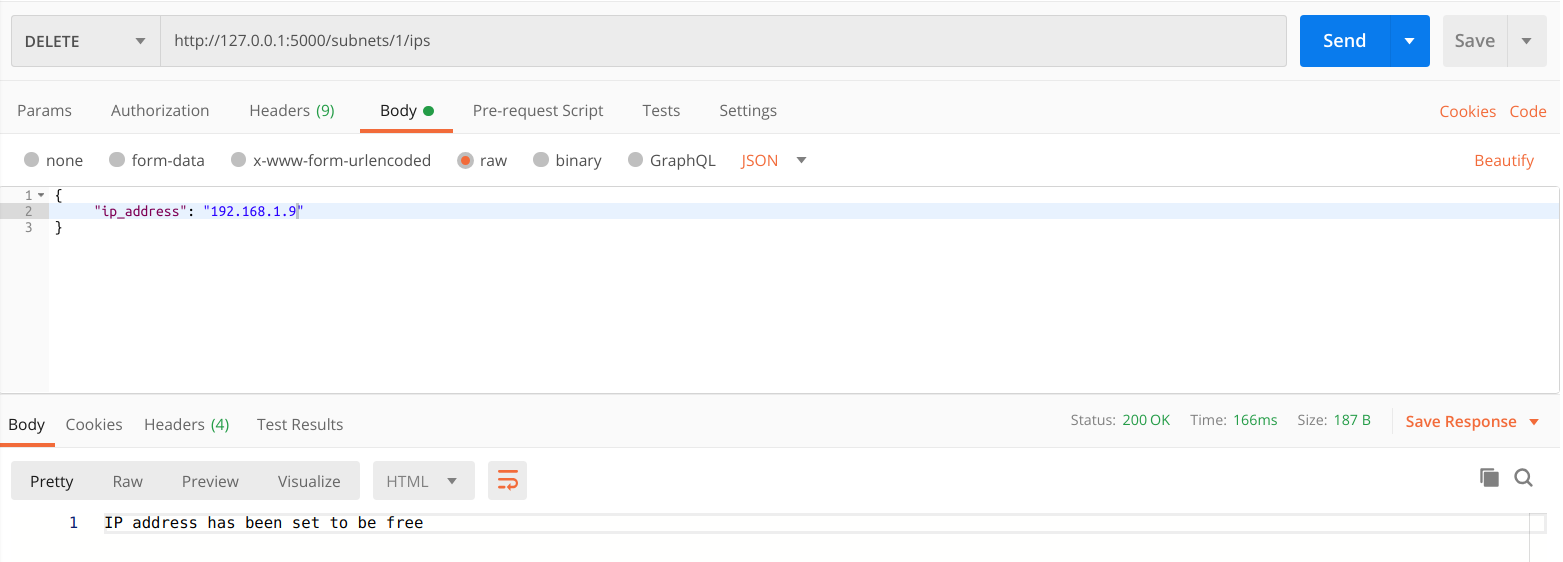 DELETE http://127.0.0.1:5000/subnets/1/ips Send Save
Params Authorization Headers (9) Body Pre-request Script Tests Settings Cookies Code
none form-data x-www-form-urlencoded raw binary GraphQL JSON Beautify
1 {
2 "ip_address": "192.168.1.9"
3 }
Body Cookies Headers (4) Test Results Status: 200 OK Time: 166ms Size: 187 B Save Response
Pretty Raw Preview Visualize HTML
1 IP address has been set to be free